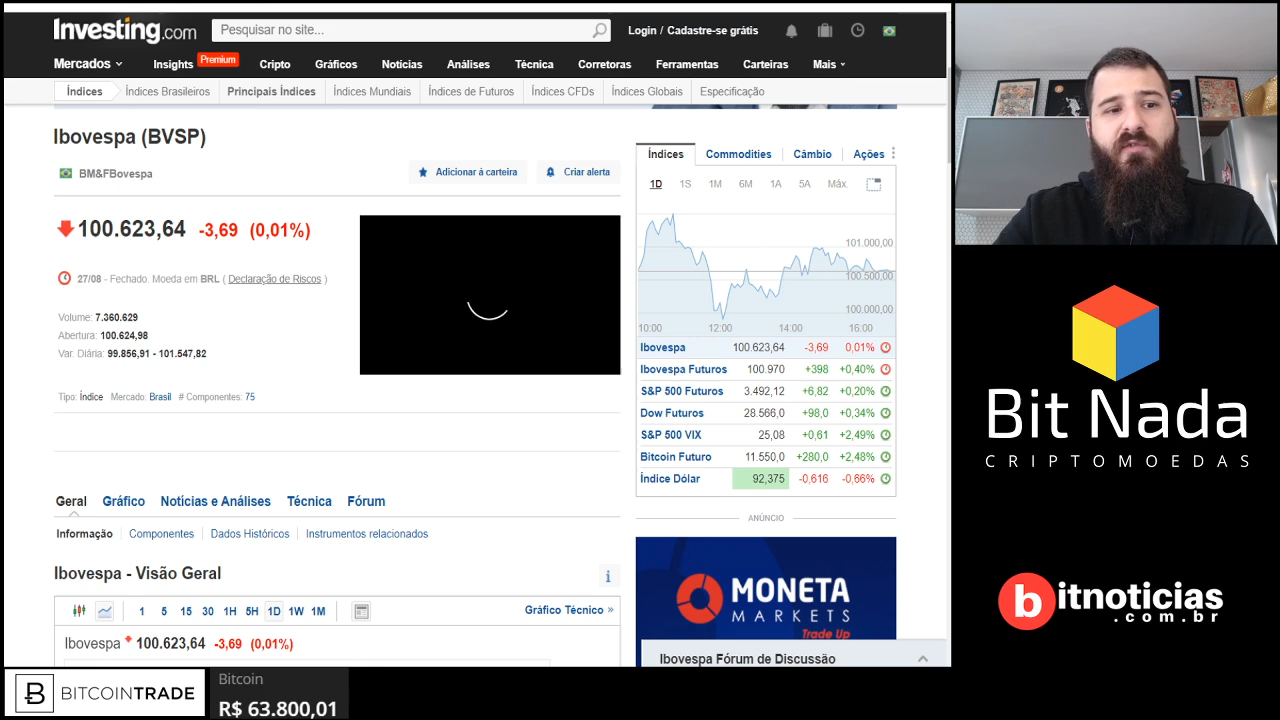 Investing.com
Pesquisar no site...
Login / Cadastre-se grátis
Mercados
Insights
Premium
Cripto
Gráficos
Notícias
Análises
Técnica
Corretoras
Ferramentas
Carteiras
Mais
Índices
Índices Brasileiros
Principais Índices
Índices Mundiais
Índices de Futuros
Índices CFDs
Índices Globais
Especificação
Ibovespa (BVSP)
BM&FBovespa
Adicionar à carteira
Criar alerta
100.623,64 -3,69 (0,01%)
27/08 - Fechado. Moeda em BRL ( Declaração de Riscos )
Volume: 7.360.629
Abertura: 100.624,98
Var. Diária: 99.856,91 - 101.547,82
Tipo: Índice Mercado: Brasil # Componentes: 75
Geral Gráfico Notícias e Análises Técnica Fórum
Informação Componentes Dados Históricos Instrumentos relacionados
Ibovespa - Visão Geral
i
1 5 15 30 1H 5H 1D 1W 1M
Gráfico Técnico »
Ibovespa 100.623,64 -3,69 (0,01%)
Índices Commodities Câmbio Ações
1D 1S 1M 6M 1A 5A Máx.
101.000,00
100.500,00
100.000,00
10:00 12:00 14:00 16:00
Ibovespa 100.623,64 -3,69 0,01%
Ibovespa Futuros 100.970 +398 +0,40%
S&P 500 Futuros 3.492,12 +6,82 +0,20%
Dow Futuros 28.566,0 +98,0 +0,34%
S&P 500 VIX 25,08 +0,61 +2,49%
Bitcoin Futuro 11.550,0 +280,0 +2,48%
Índice Dólar 92,375 -0,616 -0,66%
ANÚNCIO
MONETA
MARKETS
Trade Up
Ibovespa Fórum de Discussão
Bit Nada
CRIPTOMOEDAS
bitnoticias
.com.br
BITCOINTRADE
Bitcoin
R$ 63.800,01